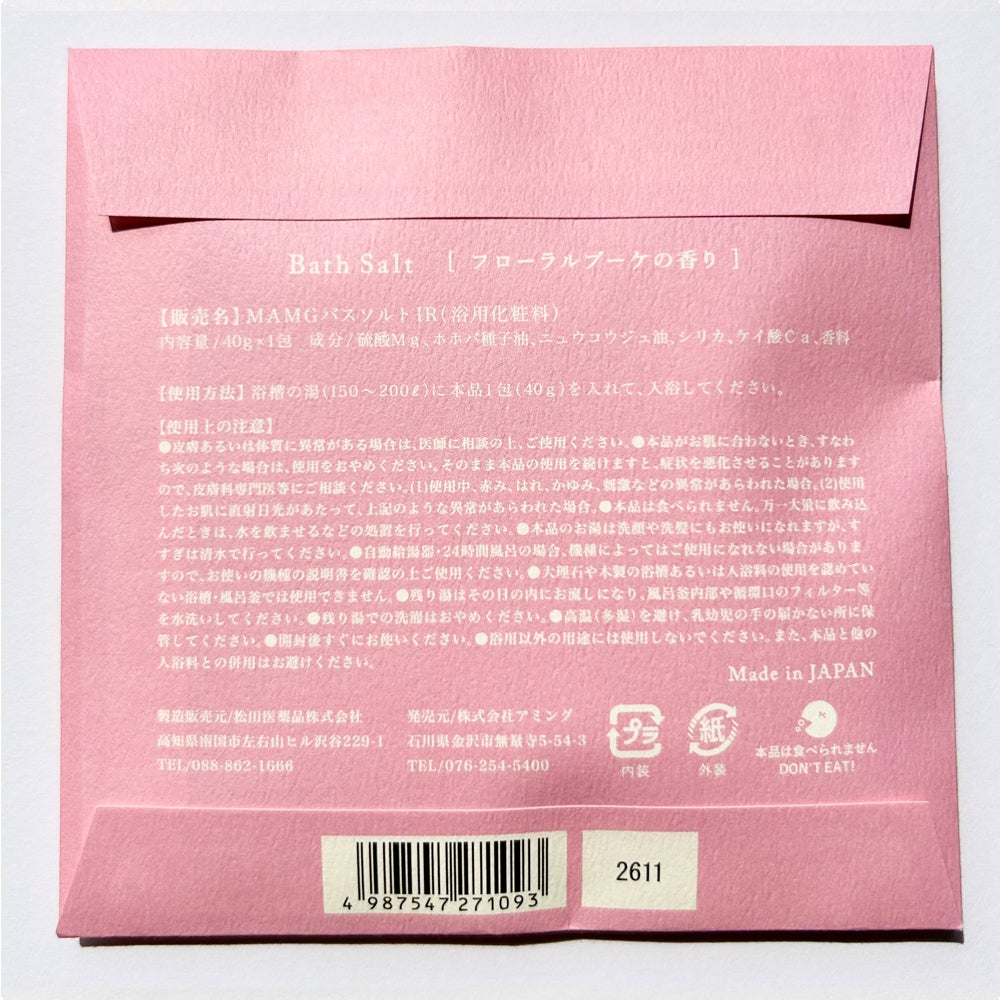 Bath Salt [ フローラルブーケの香り ]
【販売名】MAMGバスソルトIR(浴用化粧料)
内容量/40g×1包 成分/硫酸Mg、ホホバ種子油、ニュウコウジュ油、シリカ、ケイ酸Ca、香料
【使用方法】浴槽の湯(150～200ℓ)に本品1包(40g)を入れて、入浴してください。
【使用上の注意】
●皮膚あるいは体質に異常がある場合は、医師に相談の上、ご使用ください。●本品がお肌に合わないとき、すなわ
ち次のような場合は、使用をおやめください。そのまま本品の使用を続けますと、症状を悪化させることがあります
ので、皮膚科専門医等にご相談ください。(1)使用中、赤み、はれ、かゆみ、刺激などの異常があらわれた場合。(2)使用
したお肌に直射日光があたって、上記のような異常があらわれた場合。●本品は食べられません。万一大量に飲み込
んだときは、水を飲ませるなどの処置を行ってください。●本品のお湯は洗顔や洗髪にもお使いになれますが、す
すぎは清水で行ってください。●自動給湯器・24時間風呂の場合、機種によってはご使用になれない場合がありま
すので、お使いの機種の説明書を確認の上ご使用ください。●大理石や木製の浴槽あるいは入浴料の使用を認めてい
ない浴槽・風呂釜では使用できません。●残り湯はその日の内にお流しになり、風呂釜内部や循環口のフィルター等
を水洗いしてください。●残り湯での洗濯はおやめください。●高温(多湿)を避け、乳幼児の手の届かない所に保
管してください。●開封後すぐにお使いください。●浴用以外の用途には使用しないでください。また、本品と他の
入浴料との併用はお避けください。
Made in JAPAN
製造販売元/松田医薬品株式会社
高知県南国市左右山ヒル沢谷229-1
TEL/088-862-1666
発売元/株式会社アミング
石川県金沢市無量寺5-54-3
TEL/076-254-5400
プラ
内装
紙
外装
本品は食べられません
DON'T EAT!
4 987547 271093
2611